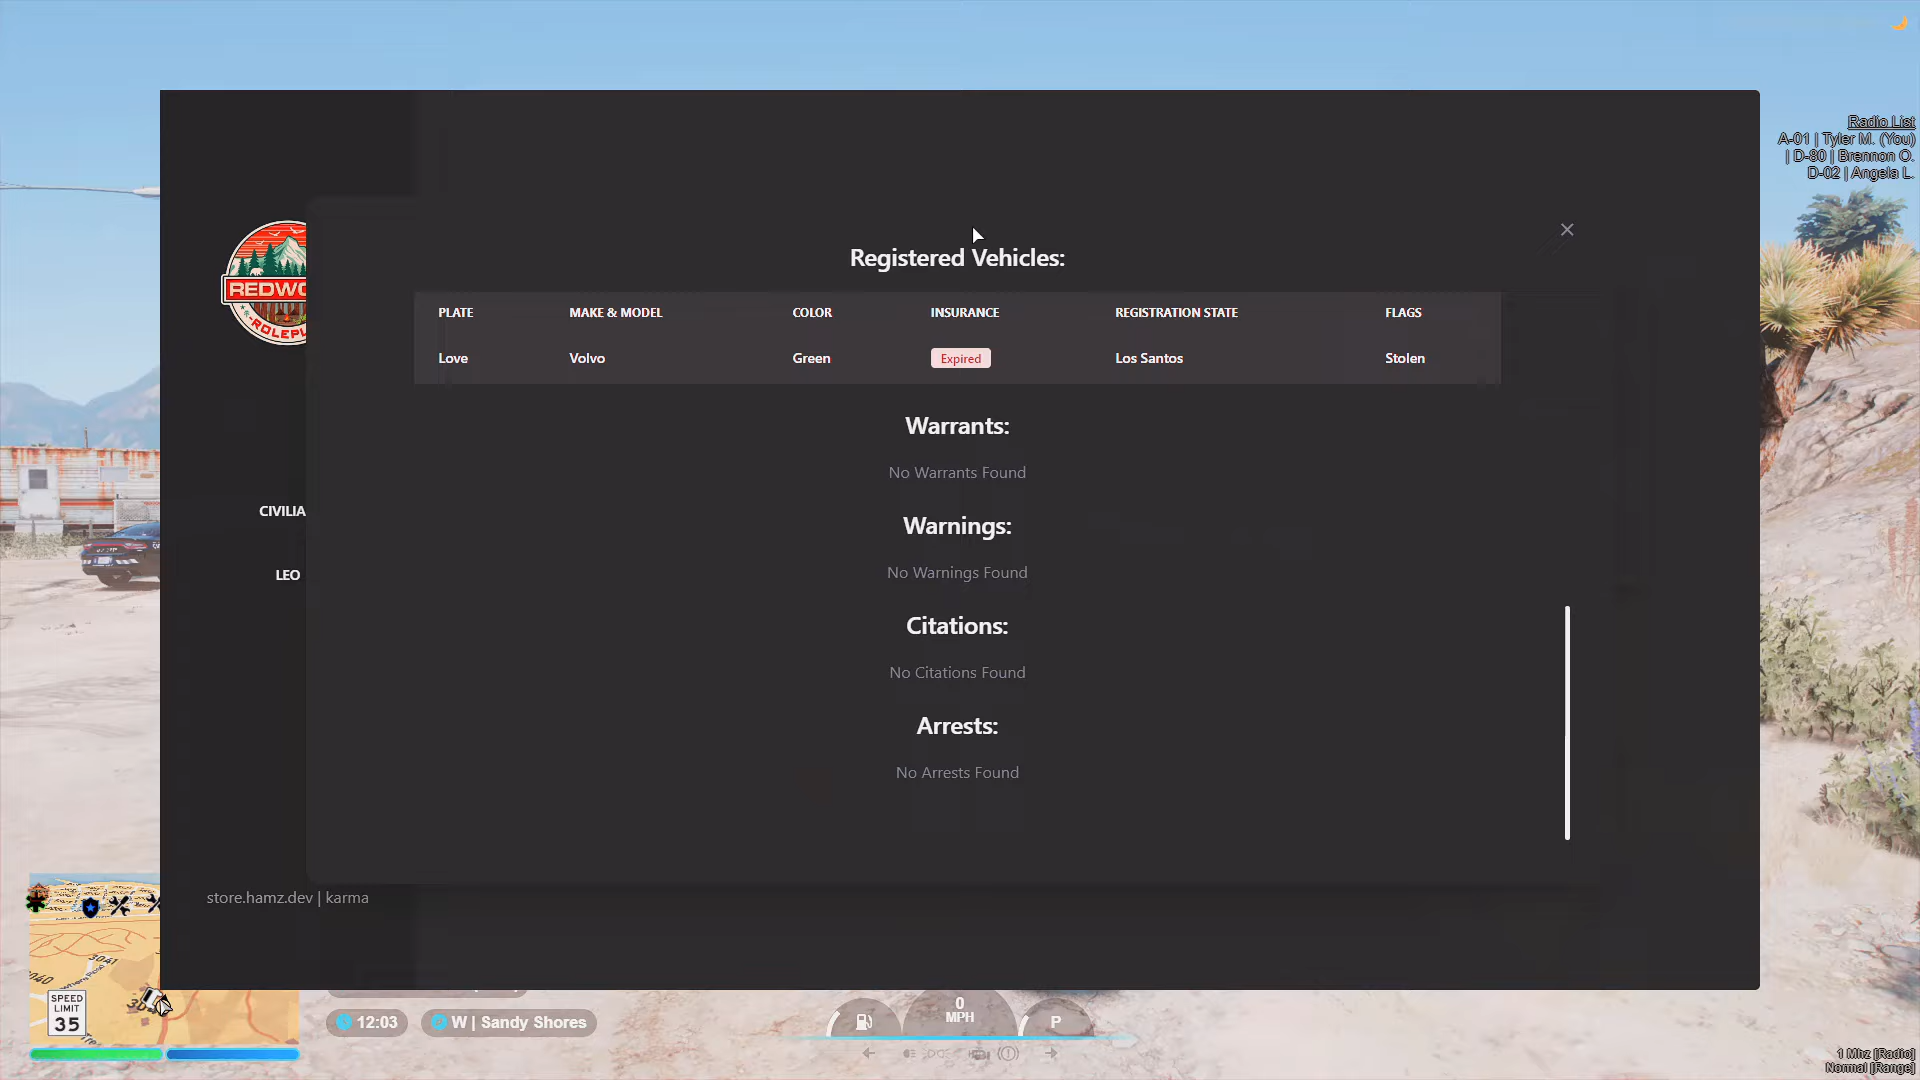 Radio List
A-01 | Tyler M. (You)
| D-80 | Brennon O.
D-02 | Angela L.
Registered Vehicles:
PLATE MAKE & MODEL COLOR INSURANCE REGISTRATION STATE FLAGS
Love Volvo Green Expired Los Santos Stolen
Warrants:
No Warrants Found
Warnings:
No Warnings Found
Citations:
No Citations Found
Arrests:
No Arrests Found
REDWO
ROLEPL
CIVILIA
LEO
store.hamz.dev | karma
3041
SPEED
LIMIT
35
12:03
W | Sandy Shores
0
MPH
P
1 Mhz [Radio]
Normal [Range]